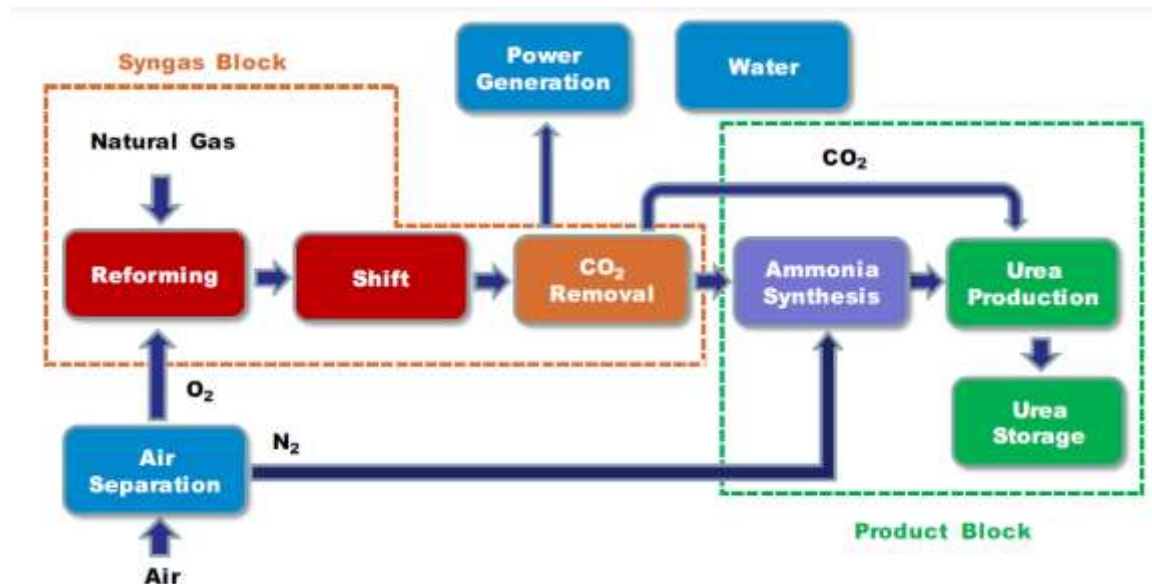 Syngas Block
Power
Generation
Water
Natural Gas
CO₂
Reforming
Shift
CO₂
Removal
Ammonia
Synthesis
Urea
Production
O₂
N₂
Air
Separation
Urea
Storage
Product Block
Air